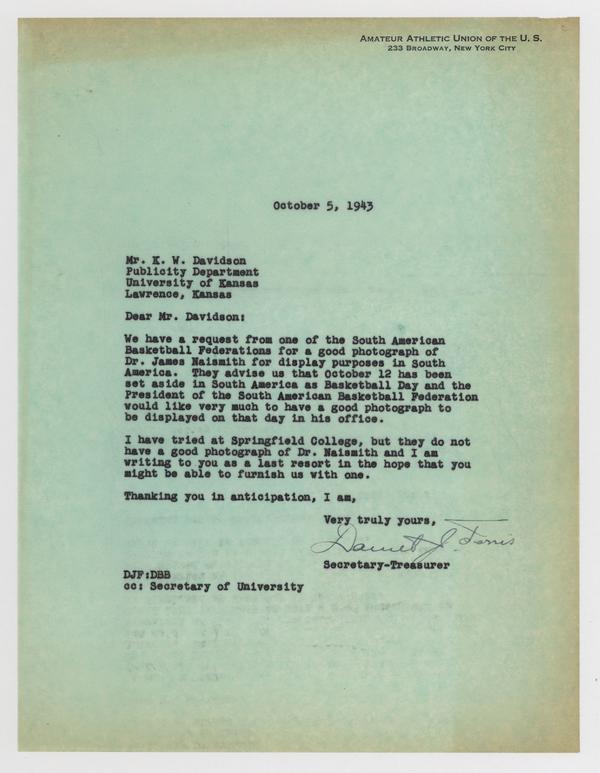 AMATEUR ATHLETIC UNION OF THE U. S.
233 BROADWAY, NEW YORK CITY
October 5, 1943
Mr. K. W. Davidson
Publicity Department
University of Kansas
Lawrence, Kansas
Dear Mr. Davidson:
We have a request from one of the South American
Basketball Federations for a good photograph of
Dr. James Naismith for display purposes in South
America. They advise us that October 12 has been
set aside in South America as Basketball Day and the
President of the South American Basketball Federation
would like very much to have a good photograph to
be displayed on that day in his office.
I have tried at Springfield College, but they do not
have a good photograph of Dr. Naismith and I am
writing to you as a last resort in the hope that you
might be able to furnish us with one.
Thanking you in anticipation, I am,
Very truly yours,
Daniel J. Ferris
Secretary-Treasurer
DJF:DBB
cc: Secretary of University